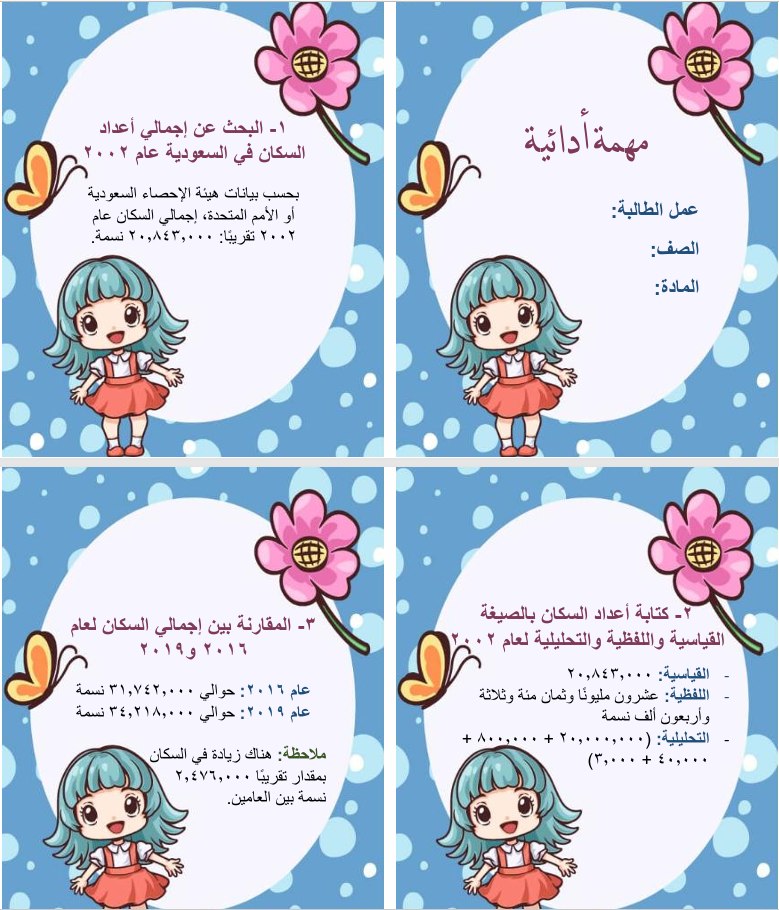 مهمة أدائية
عمل الطالبة:
الصف:
المادة:
١- البحث عن إجمالي أعداد
السكان في السعودية عام ٢٠٠٢
بحسب بيانات هيئة الإحصاء السعودية
أو الأمم المتحدة، إجمالي السكان عام
٢٠٠٢ تقريبًا: ٢٠,٨٤٣,٠٠٠ نسمة.
٢- كتابة أعداد السكان بالصيغة
القياسية واللفظية والتحليلية لعام ٢٠٠٢
- القياسية: ٢٠,٨٤٣,٠٠٠
- اللفظية: عشرون مليونًا وثمان مئة وثلاثة
وأربعون ألف نسمة
- التحليلية: (٢٠,٠٠٠,٠٠٠ + ٨٠٠,٠٠٠ +
٤٠,٠٠٠ + ٣,٠٠٠)
٣- المقارنة بين إجمالي السكان لعام
٢٠١٦ و٢٠١٩
عام ٢٠١٦: حوالي ٣١,٧٤٢,٠٠٠ نسمة
عام ٢٠١٩: حوالي ٣٤,٢١٨,٠٠٠ نسمة
ملاحظة: هناك زيادة في السكان
بمقدار تقريبًا ٢,٤٧٦,٠٠٠
نسمة بين العامين.